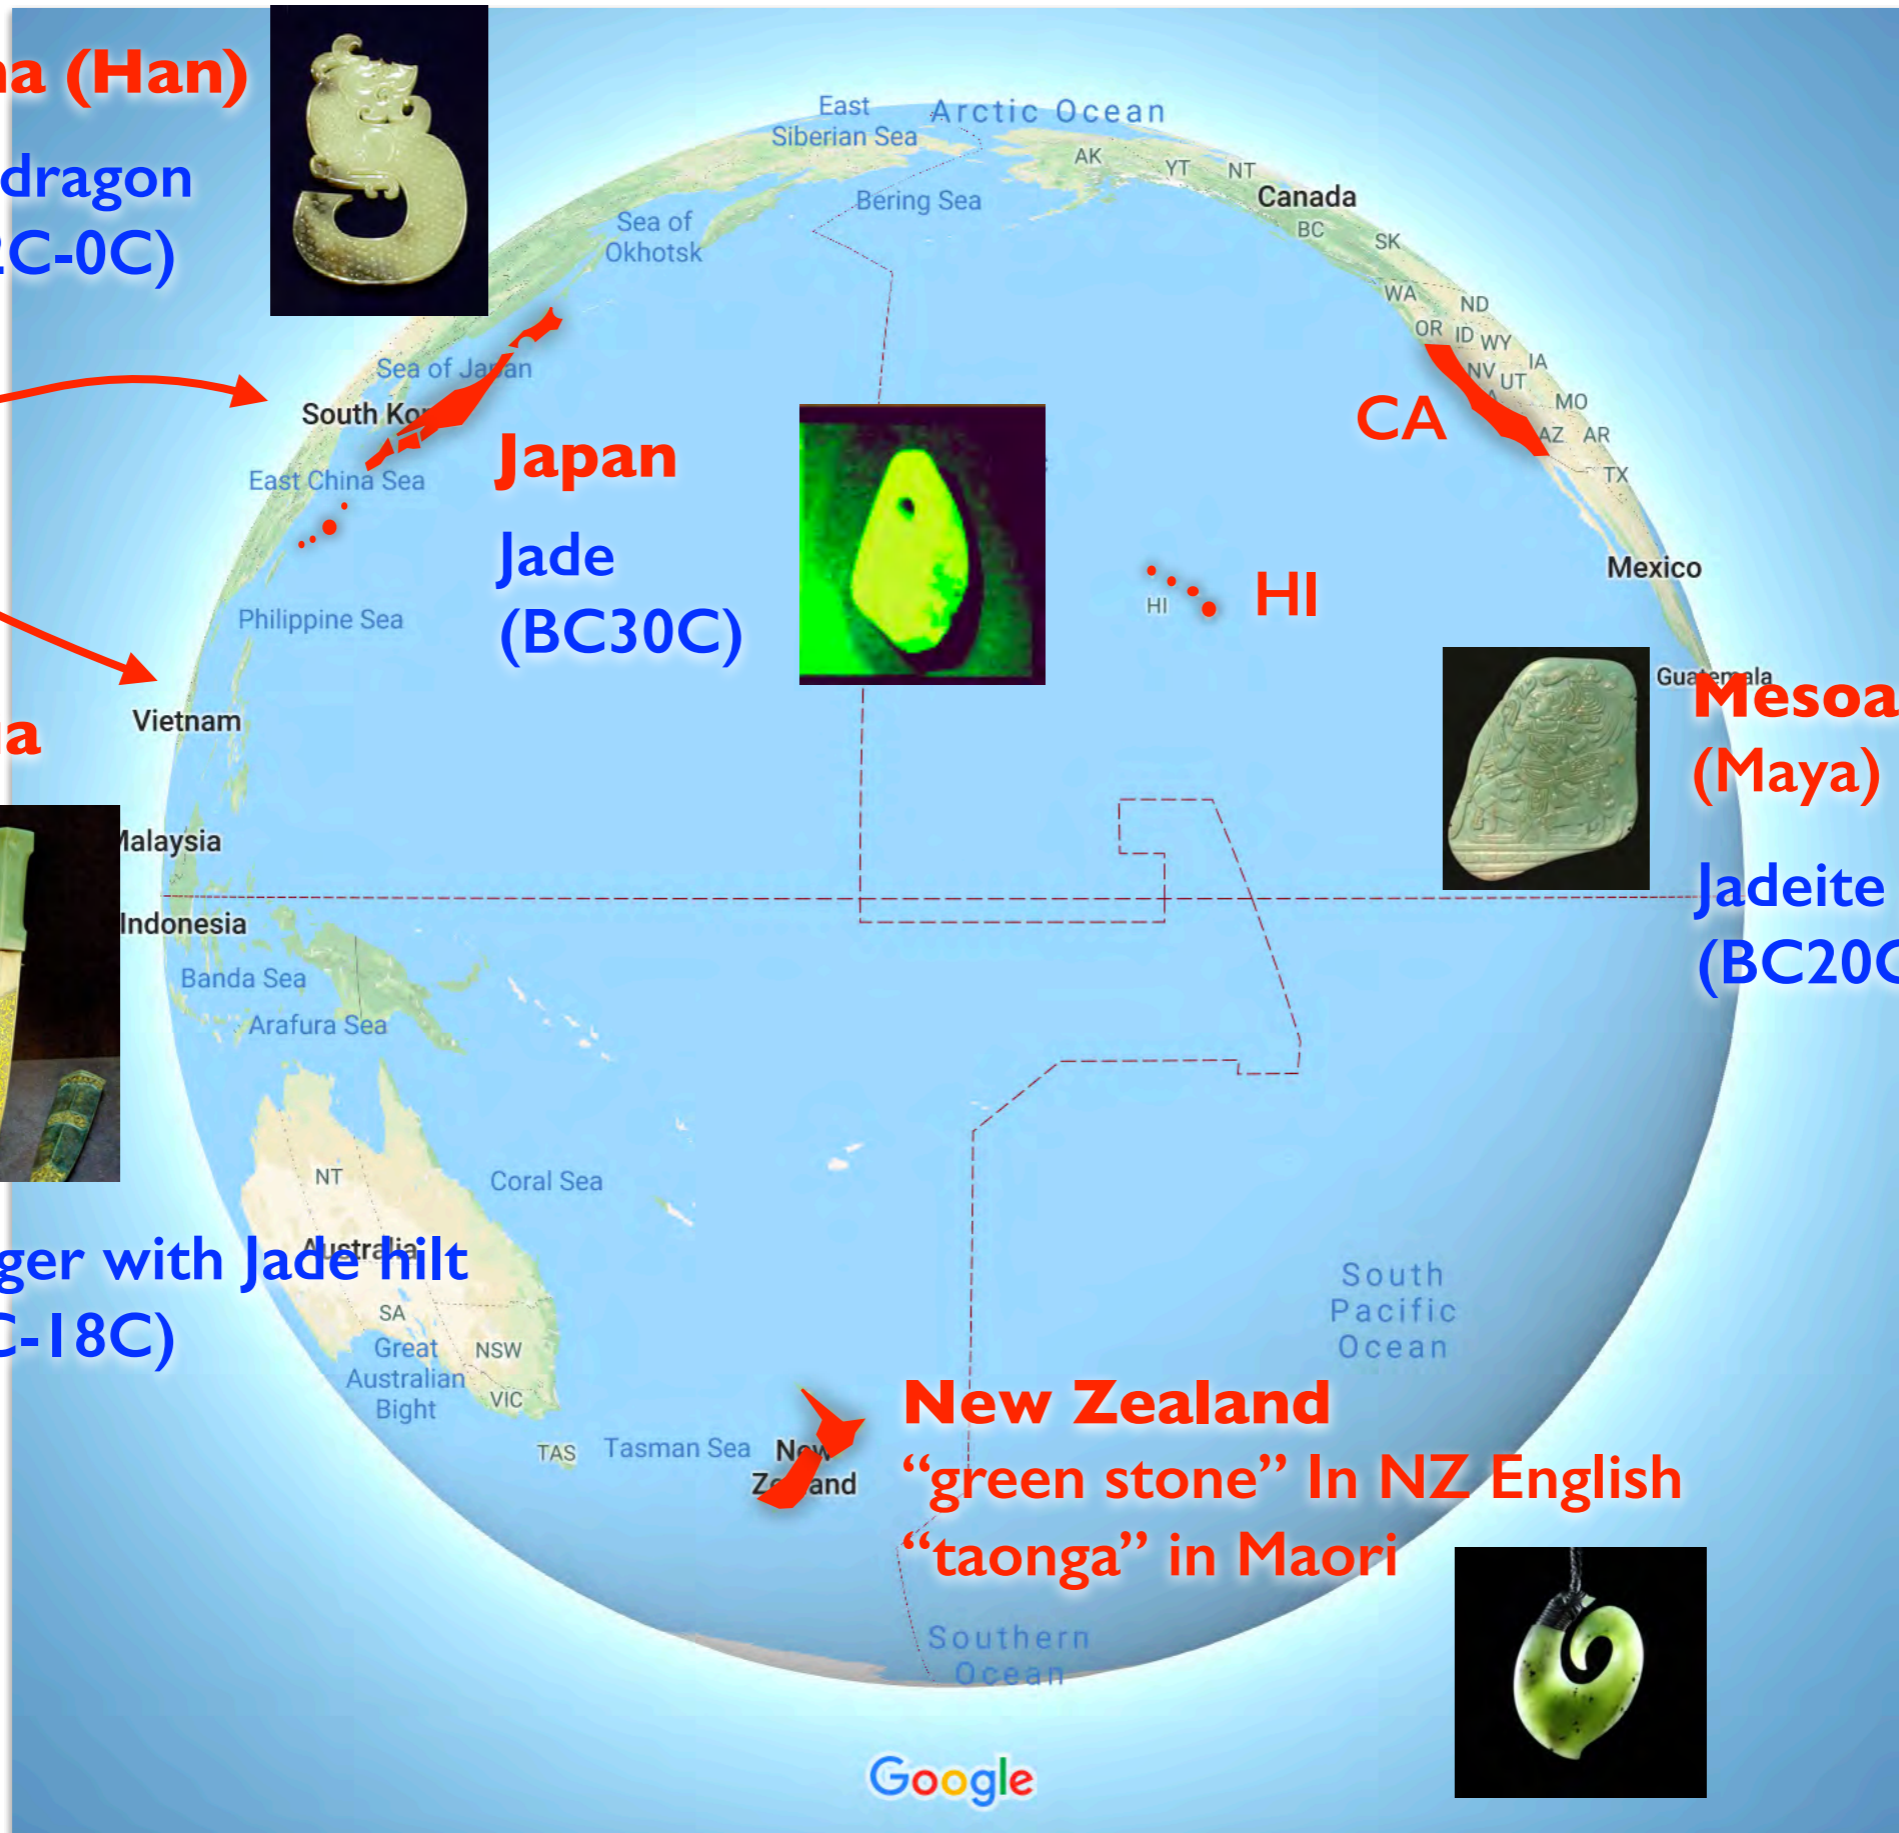 na (Han)
dragon
2C-0C)
East
Siberian Sea
Arctic Ocean
AK
YT
NT
Canada
Bering Sea
Sea of
Okhotsk
BC
SK
WA
ND
OR
ID
WY
IA
NV
UT
MO
CA
AZ
AR
TX
Sea of Japan
South Ko
East China Sea
Japan
Jade
(BC30C)
Philippine Sea
HI
HI
Mexico
Guatemala
Mesoa
(Maya)
Jadeite
(BC20C
Vietnam
ia
Malaysia
Indonesia
Banda Sea
Arafura Sea
NT
Coral Sea
Australia
ger with Jade hilt
C-18C)
SA
Great
Australian
Bight
NSW
VIC
TAS
Tasman Sea
New
Zealand
South
Pacific
Ocean
New Zealand
“green stone” In NZ English
“taonga” in Maori
Southern
Ocean
Google